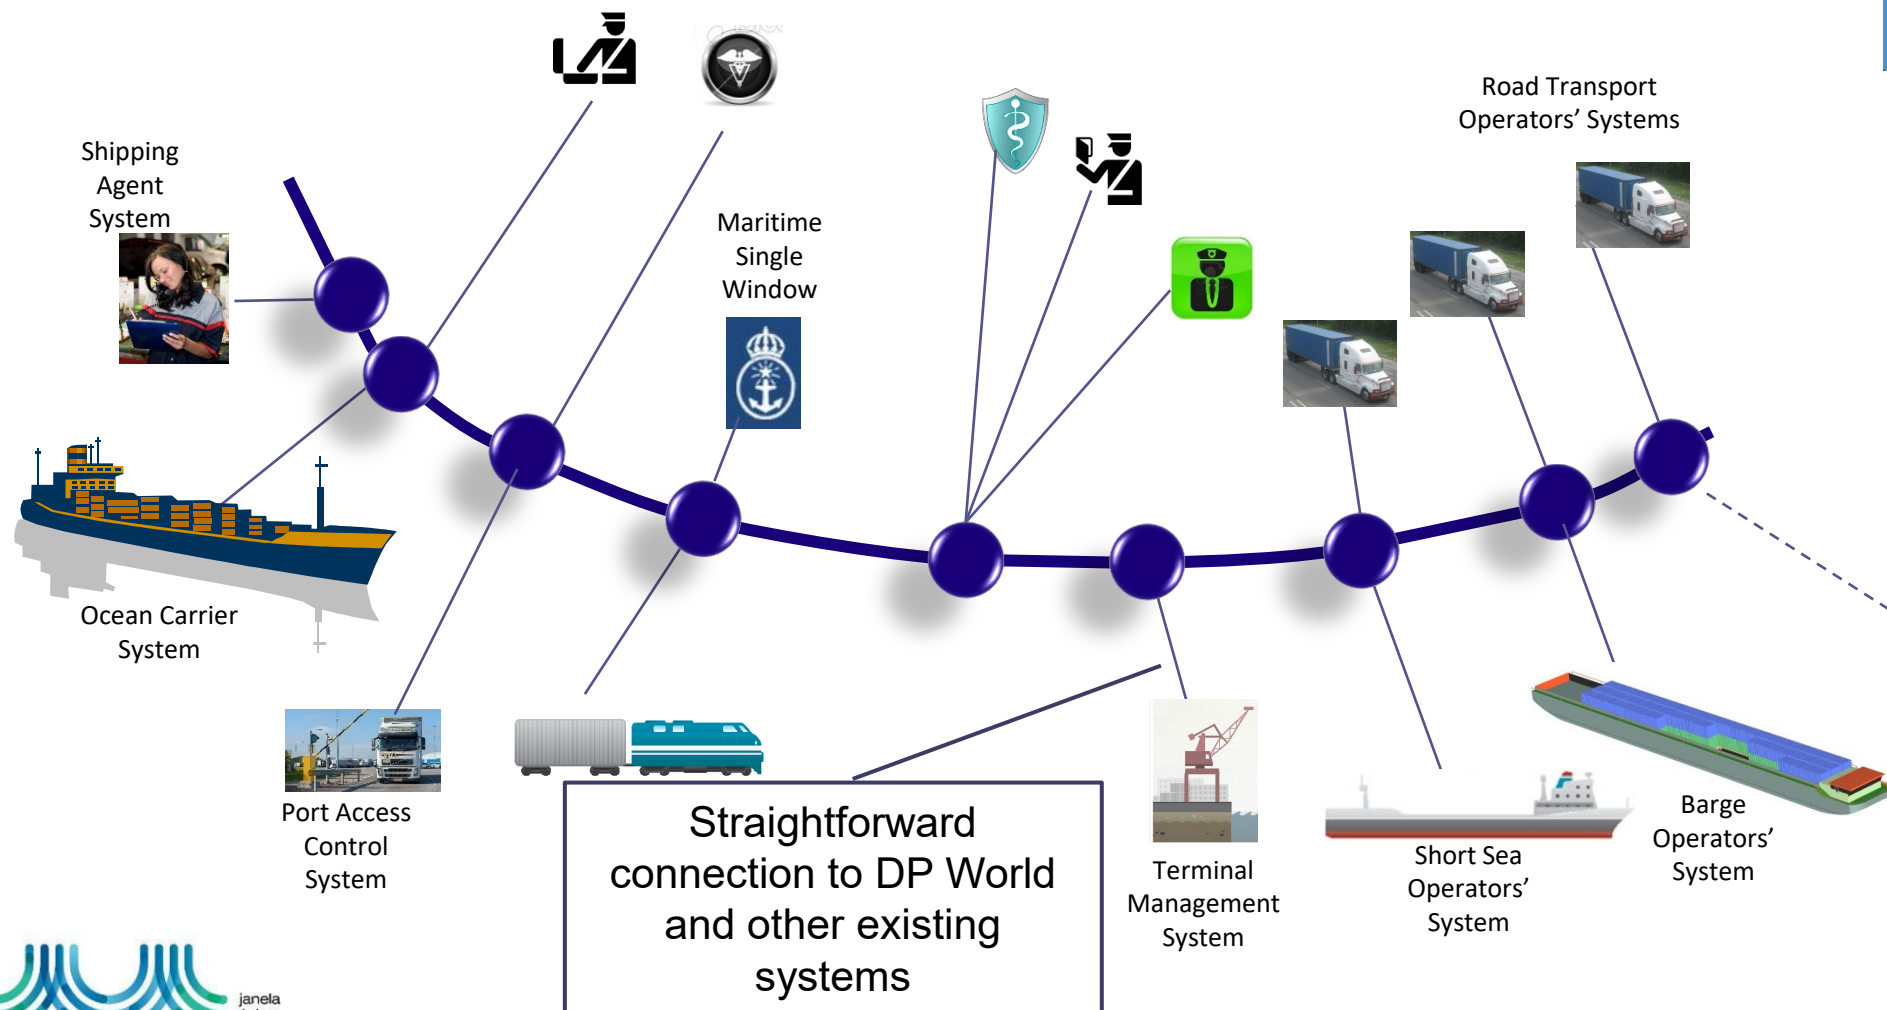 Road Transport
Operators’ Systems
Shipping
Agent
System
Maritime
Single
Window
Ocean Carrier
System
Port Access
Control
System
Straightforward
connection to DP World
and other existing
systems
Terminal
Management
System
Short Sea
Operators’
System
Barge
Operators’
System
janela